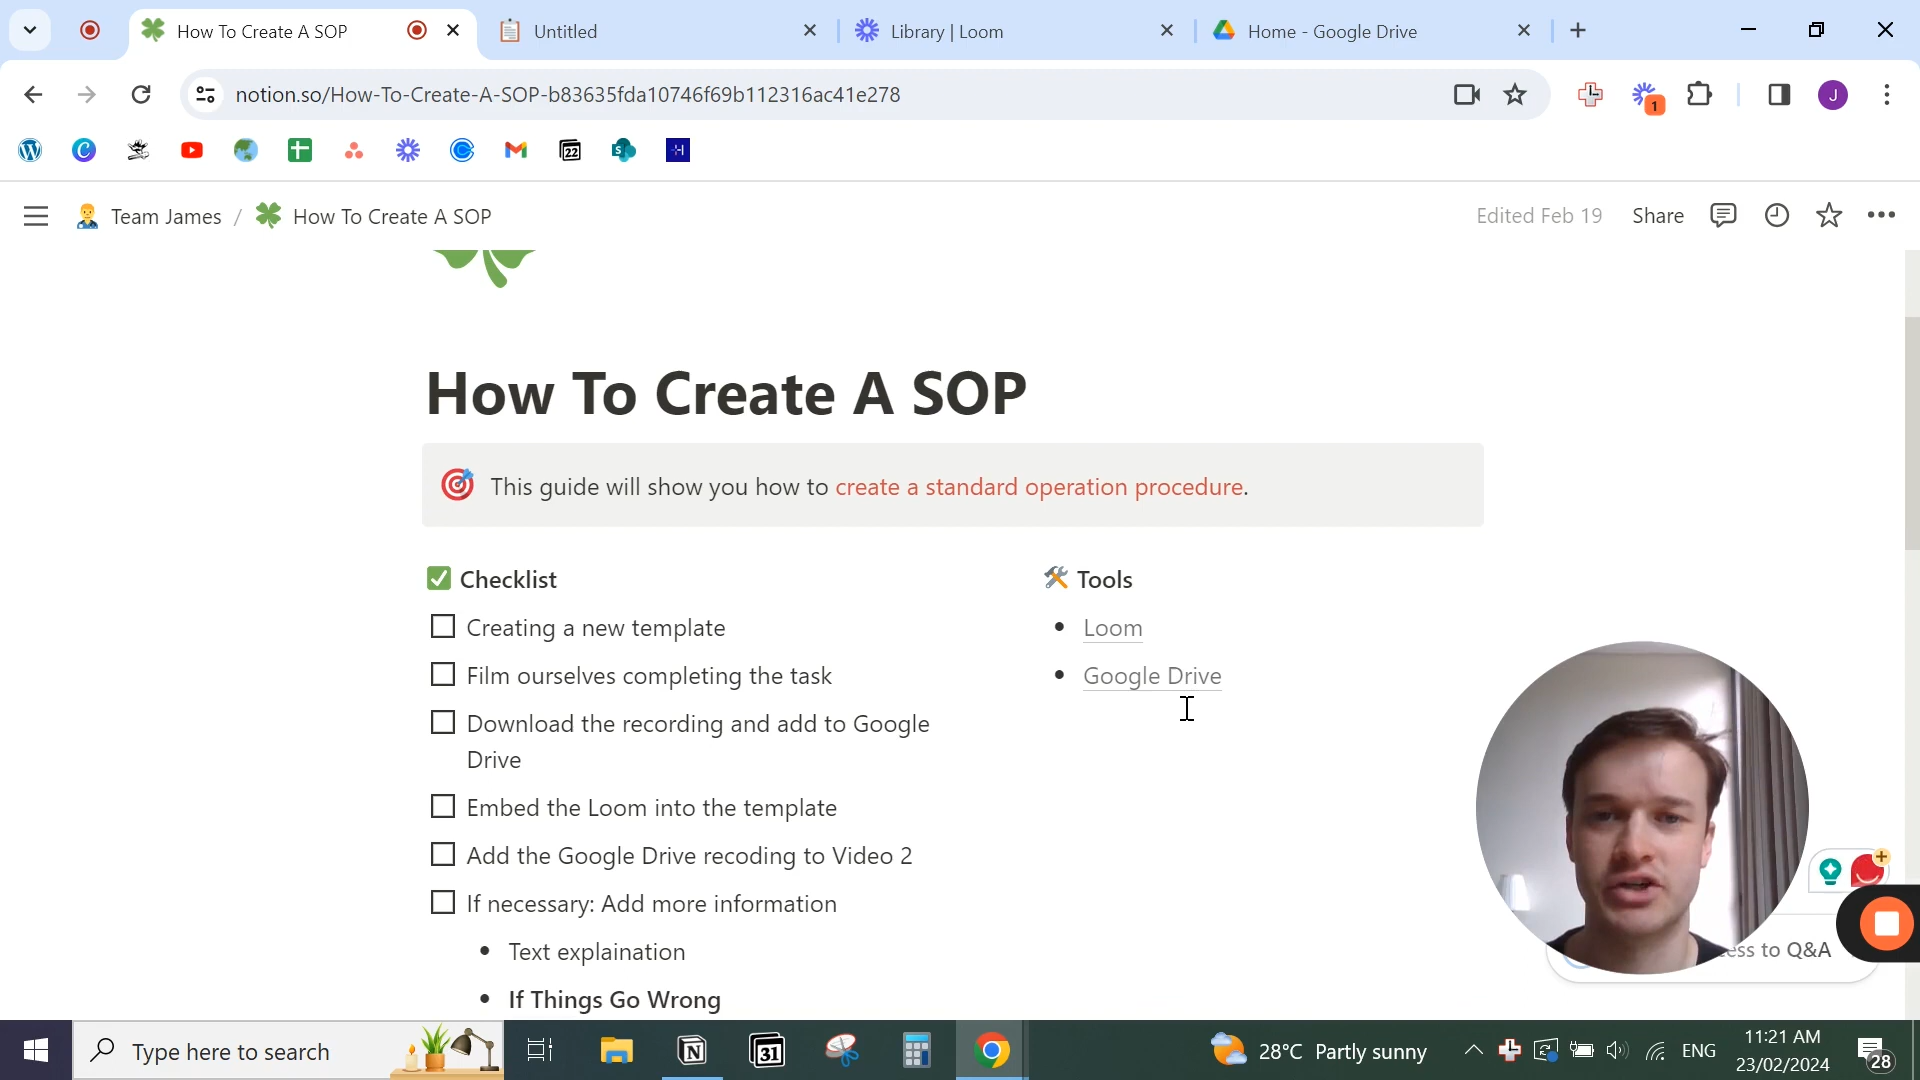 How To Create A SOP
Untitled
Library | Loom
Home - Google Drive
notion.so/How-To-Create-A-SOP-b83635fda10746f69b112316ac41e278
1
J
22
S
H
Team James / How To Create A SOP
Edited Feb 19
Share
How To Create A SOP
This guide will show you how to create a standard operation procedure.
Checklist
Creating a new template
Film ourselves completing the task
Download the recording and add to Google
Drive
Embed the Loom into the template
Add the Google Drive recoding to Video 2
If necessary: Add more information
• Text explaination
• If Things Go Wrong
Tools
• Loom
• Google Drive
to Q&A
Type here to search
31
28°C Partly sunny
ENG
11:21 AM
23/02/2024
28